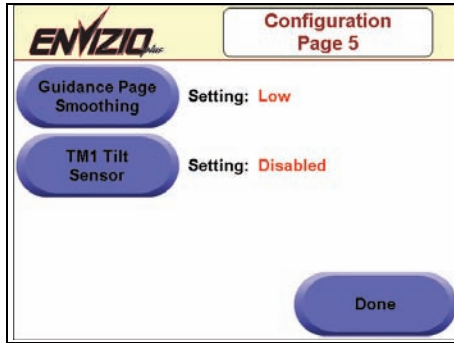 ENVIZIO plus
Configuration
Page 5
Guidance Page
Smoothing
Setting: Low
TM1 Tilt
Sensor
Setting: Disabled
Done